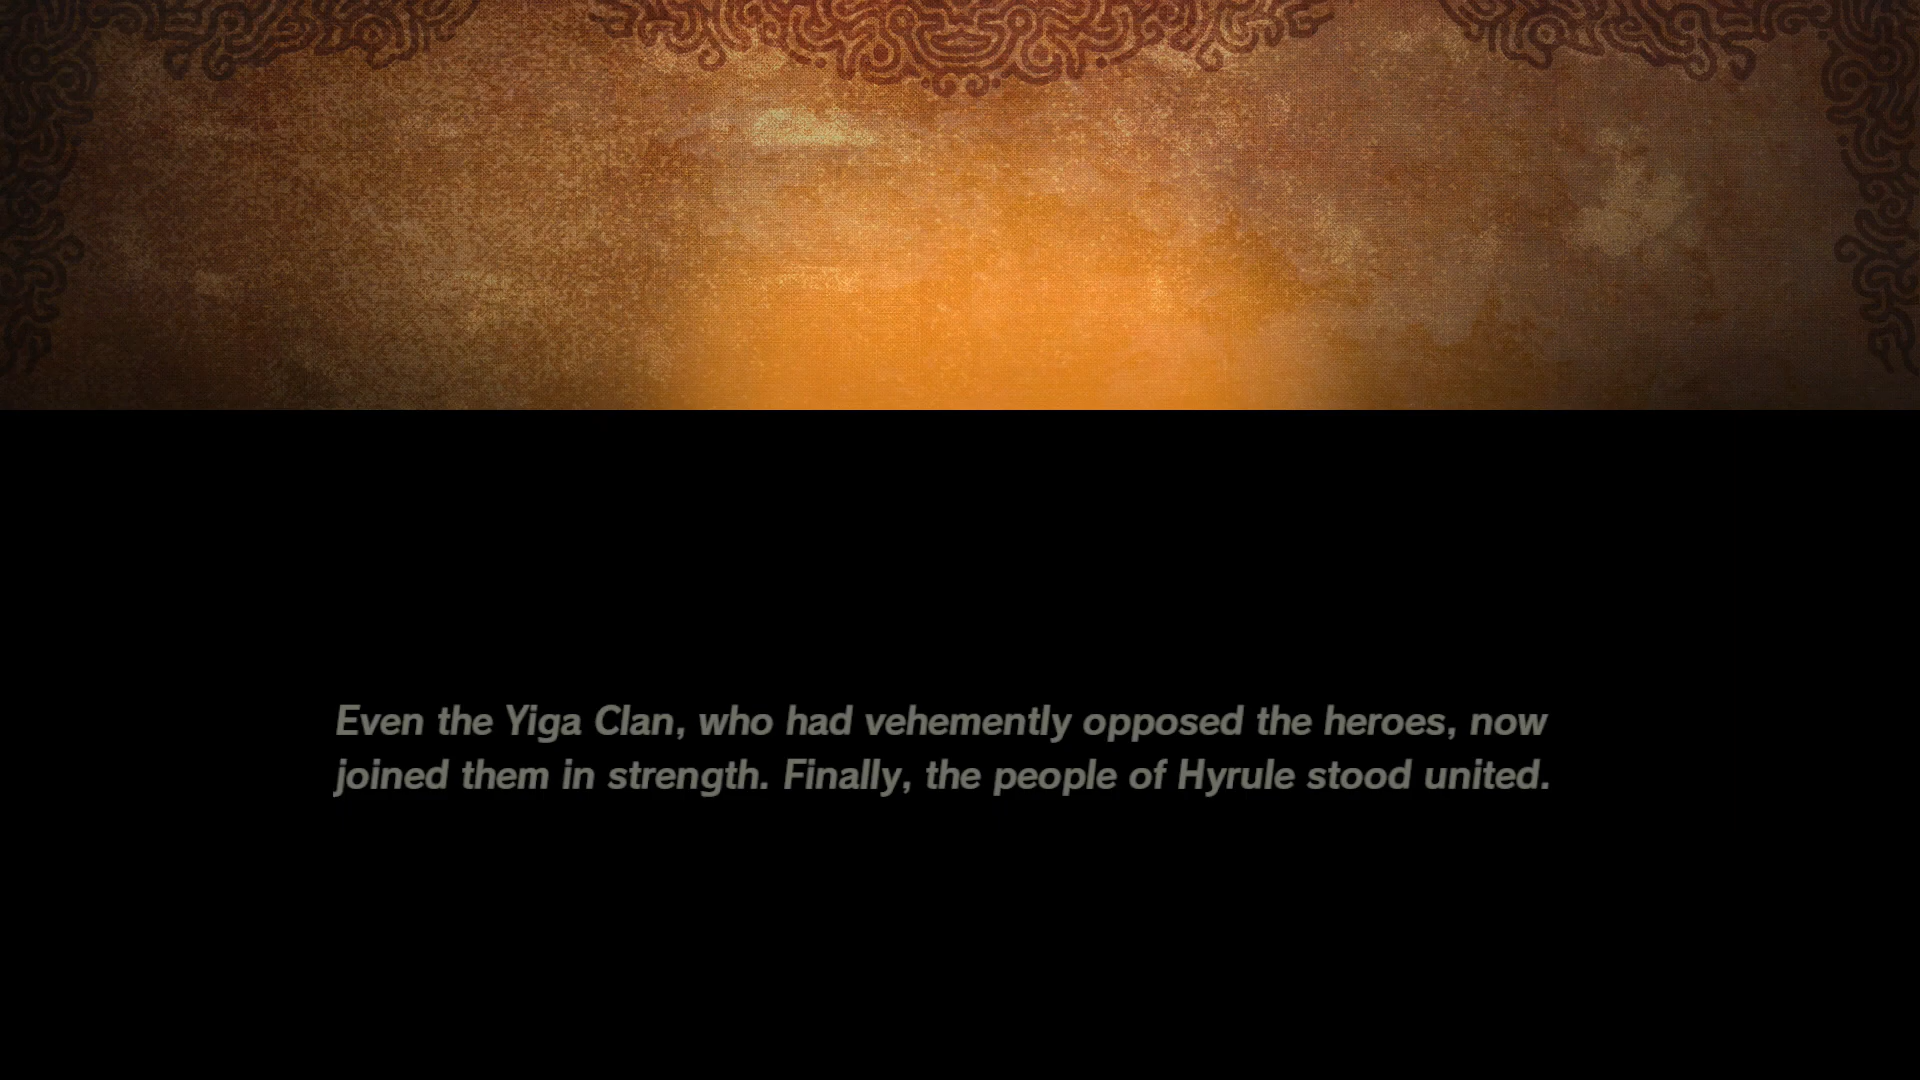 Even the Yiga Clan, who had vehemently opposed the heroes, now
joined them in strength. Finally, the people of Hyrule stood united.